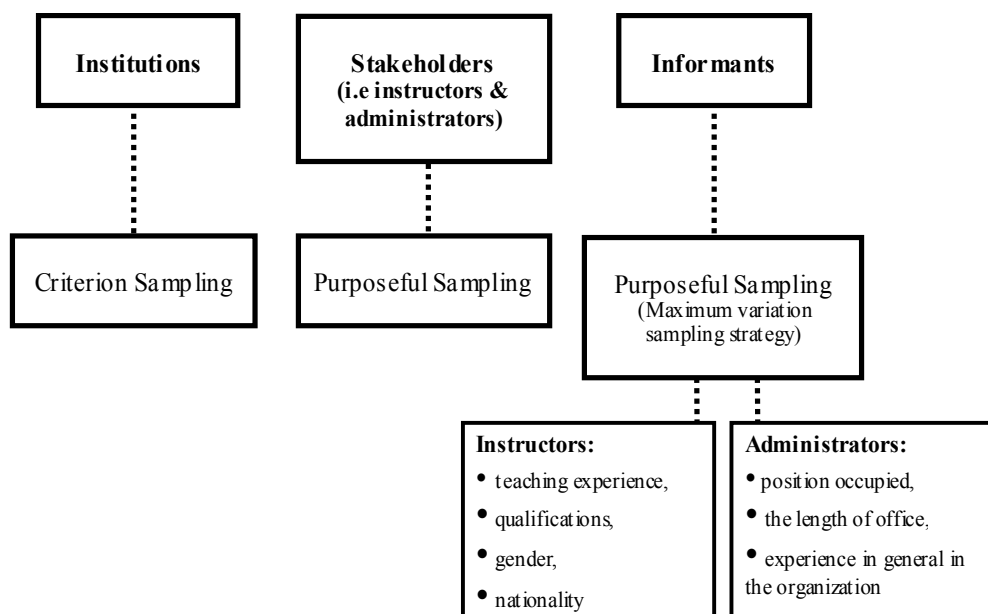 Institutions
Stakeholders
(i.e instructors &
administrators)
Informants
Criterion Sampling
Purposeful Sampling
Purposeful Sampling
(Maximum variation
sampling strategy)
Instructors:
• teaching experience,
• qualifications,
• gender,
• nationality
Administrators:
• position occupied,
• the length of office,
• experience in general in
the organization